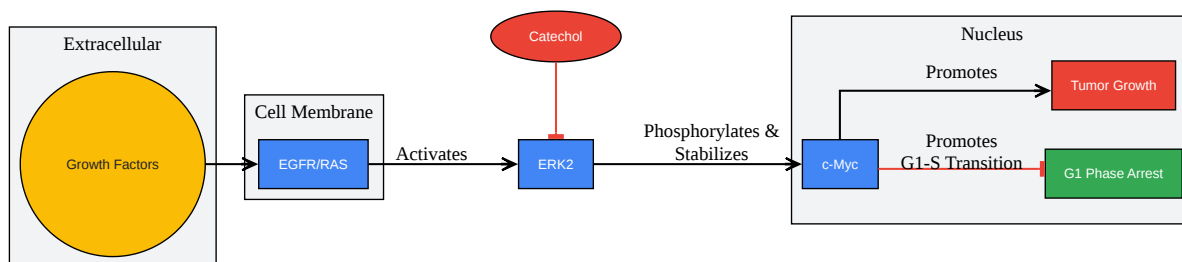 Extracellular
Growth Factors
Cell Membrane
EGFR/RAS
Activates
Catechol
ERK2
Phosphorylates &
Stabilizes
Nucleus
c-Myc
Promotes
Tumor Growth
Promotes
G1-S Transition
G1 Phase Arrest